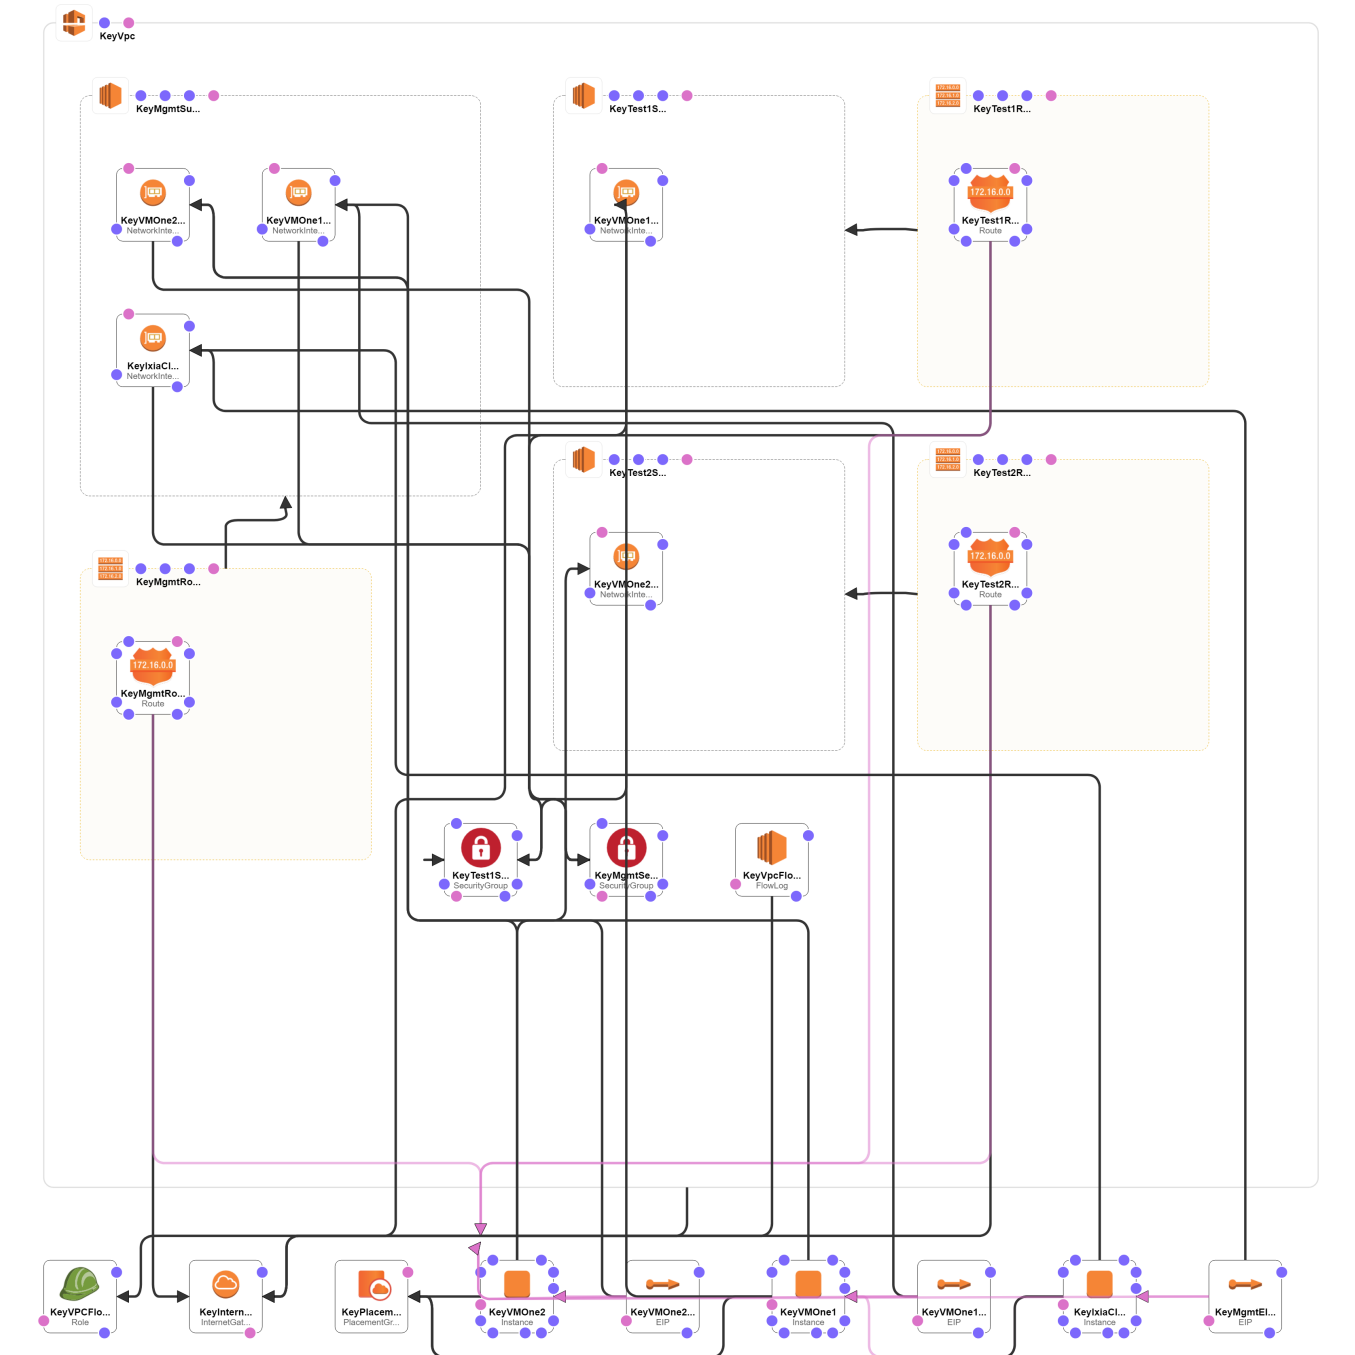 KeyVpc
KeyMgmtSu...
KeyTest1S...
KeyTest1R...
KeyVMOne2...
NetworkInte...
KeyVMOne1...
NetworkInte...
KeyVMOne1...
NetworkInte...
172.16.0.0
KeyTest1R...
Route
KeyIxiaCl...
NetworkInte...
KeyTest2S...
KeyTest2R...
KeyMgmtRo...
KeyVMOne2...
NetworkInte...
172.16.0.0
KeyTest2R...
Route
172.16.0.0
KeyMgmtRo...
Route
KeyTest1S...
SecurityGroup
KeyMgmtSe...
SecurityGroup
KeyVpcFlo...
FlowLog
KeyVPCFlo...
Role
KeyIntern...
InternetGat...
KeyPlacem...
PlacementGr...
KeyVMOne2
Instance
KeyVMOne2...
EIP
KeyVMOne1
Instance
KeyVMOne1...
EIP
KeyIxiaCl...
Instance
KeyMgmtEI...
EIP